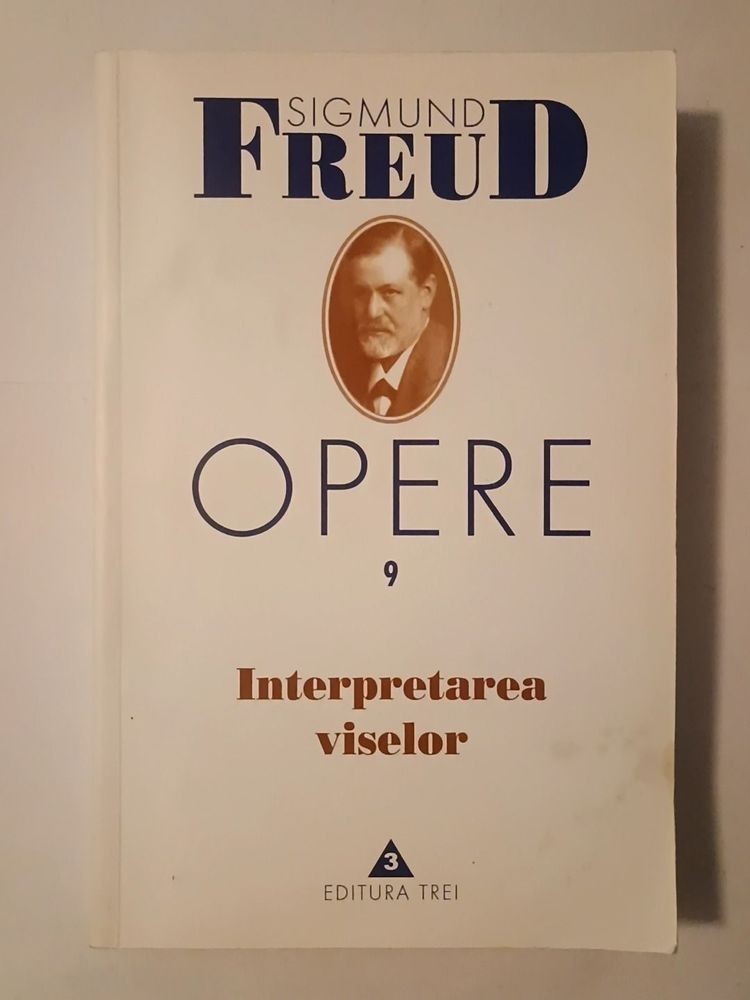 SIGMUND
FREUD
OPERE
9
Interpretarea
viselor
3
EDITURA TREI